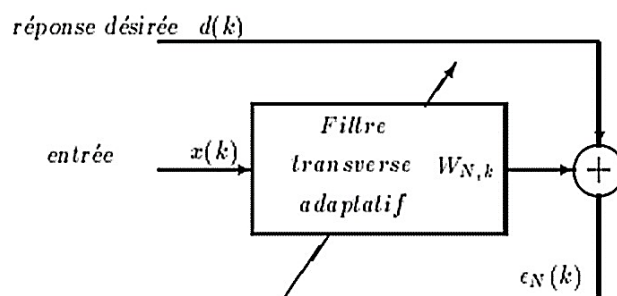 réponse désirée d(k)
Filtre
entrée x(k) transverse W_{N,k}
adaptatif
+
ϵ_N(k)